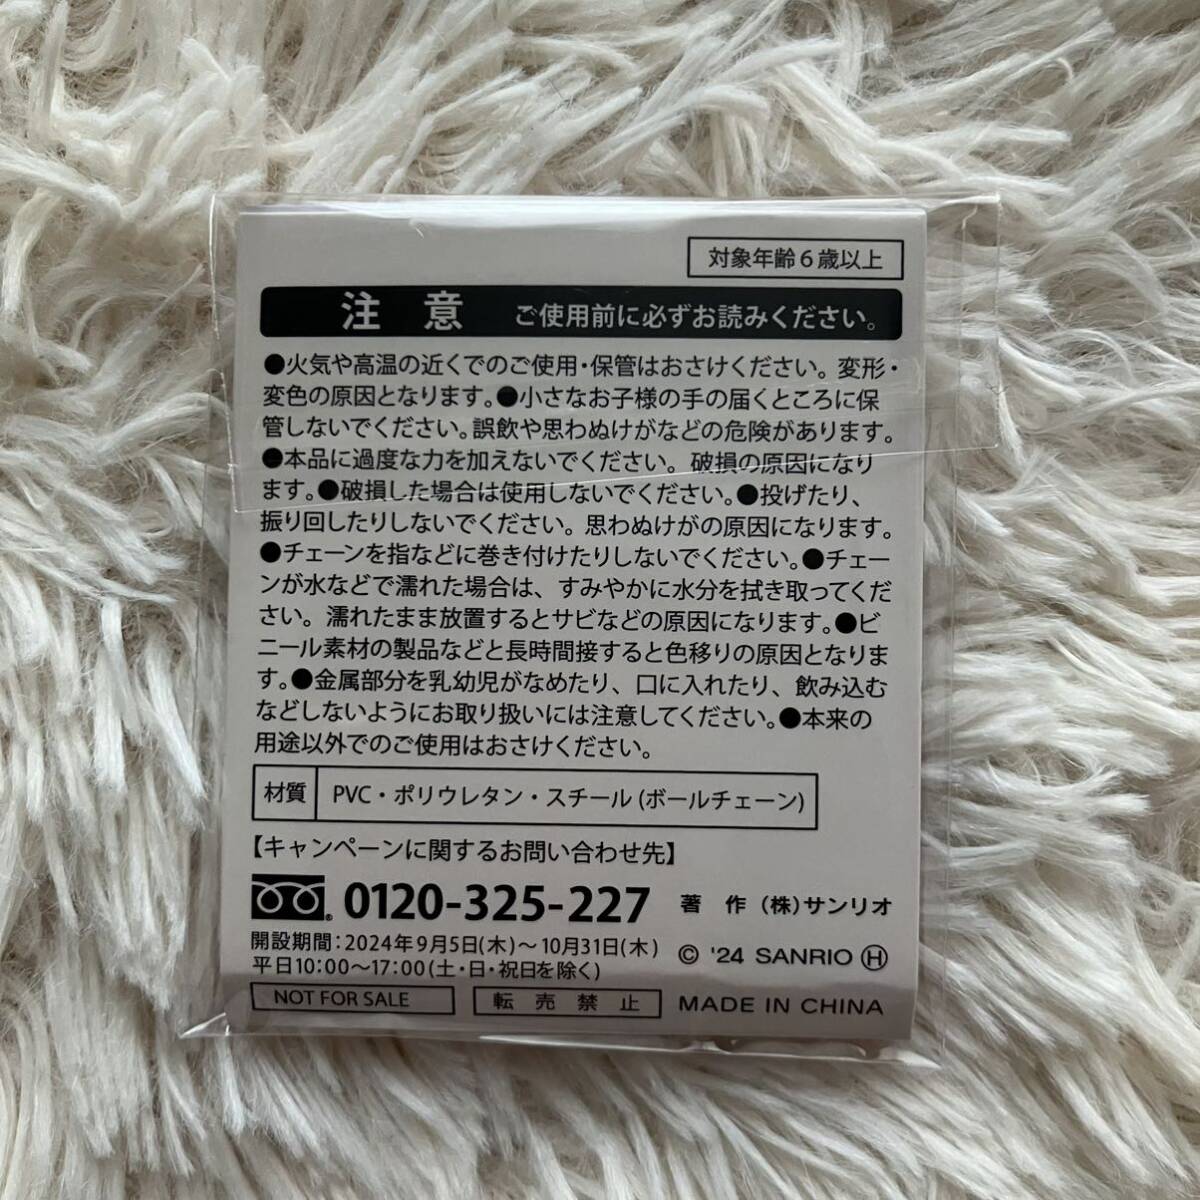 対象年齢6歳以上
注意 ご使用前に必ずお読みください。
●火気や高温の近くでのご使用・保管はおさけください。変形・
変色の原因となります。●小さなお子様の手の届くところに保
管しないでください。誤飲や思わぬけがなどの危険があります。
●本品に過度な力を加えないでください。破損の原因になり
ます。●破損した場合は使用しないでください。●投げたり、
振り回したりしないでください。思わぬけがの原因になります。
●チェーンを指などに巻き付けたりしないでください。●チェー
ンが水などで濡れた場合は、すみやかに水分を拭き取ってくだ
さい。濡れたまま放置するとサビなどの原因になります。●ビ
ニール素材の製品などと長時間接すると色移りの原因となりま
す。●金属部分を乳幼児がなめたり、口に入れたり、飲み込む
などしないようにお取り扱いには注意してください。●本来の
用途以外でのご使用はおさけください。
材質 PVC・ポリウレタン・スチール(ボールチェーン)
【キャンペーンに関するお問い合わせ先】
0120-325-227
開設期間:2024年9月5日(木)〜10月31日(木)
平日10:00〜17:00(土・日・祝日を除く)
著作(株)サンリオ
© '24 SANRIO Ⓗ
NOT FOR SALE
転売禁止
MADE IN CHINA